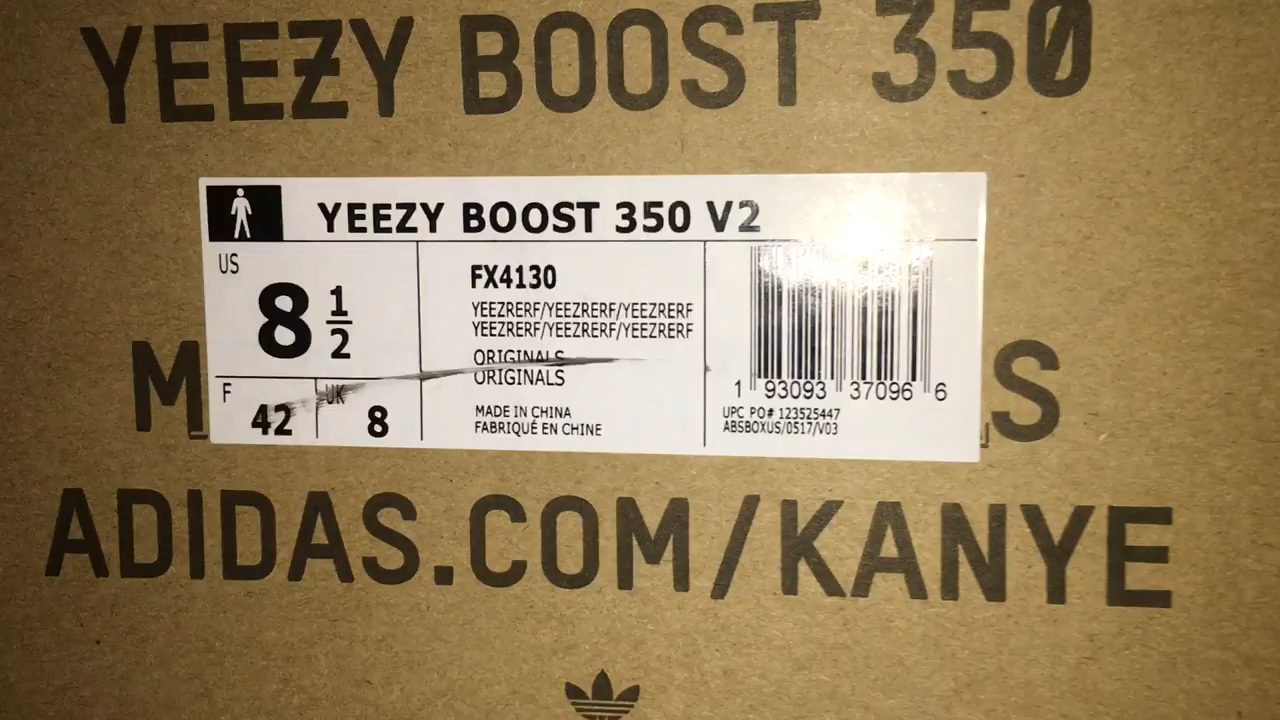 YEEZY BOOST 350
YEEZY BOOST 350 V2
US
8 1/2
F
42
UK
8
FX4130
YEEZRERF/YEEZRERF/YEEZRERF
YEEZRERF/YEEZRERF/YEEZRERF
ORIGINALS
ORIGINALS
MADE IN CHINA
FABRIQUÉ EN CHINE
1 93093 37096 6
UPC PO# 123525447
ABSBOXUS/0517/V03
M S
ADIDAS.COM/KANYE